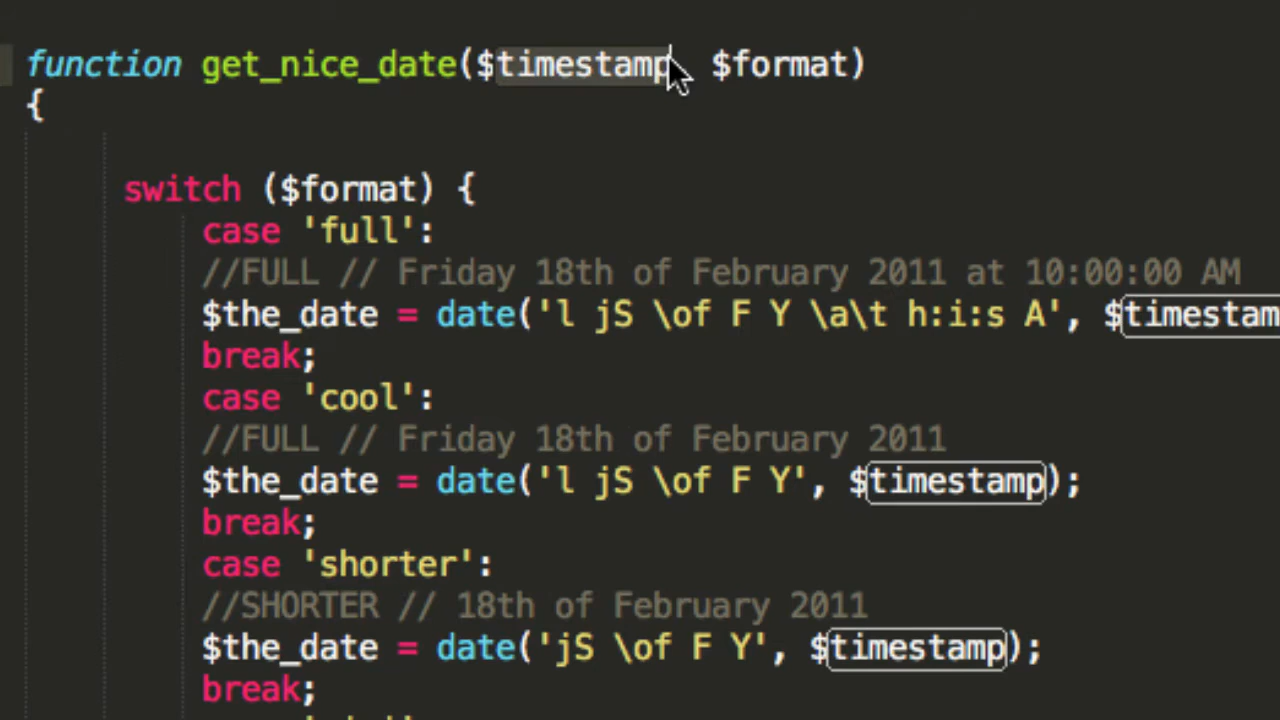 function get_nice_date($timestamp, $format)
{
switch ($format) {
case 'full':
//FULL // Friday 18th of February 2011 at 10:00:00 AM
$the_date = date('l jS \of F Y \a\t h:i:s A', $timestam
break;
case 'cool':
//FULL // Friday 18th of February 2011
$the_date = date('l jS \of F Y', $timestamp);
break;
case 'shorter':
//SHORTER // 18th of February 2011
$the_date = date('jS \of F Y', $timestamp);
break;